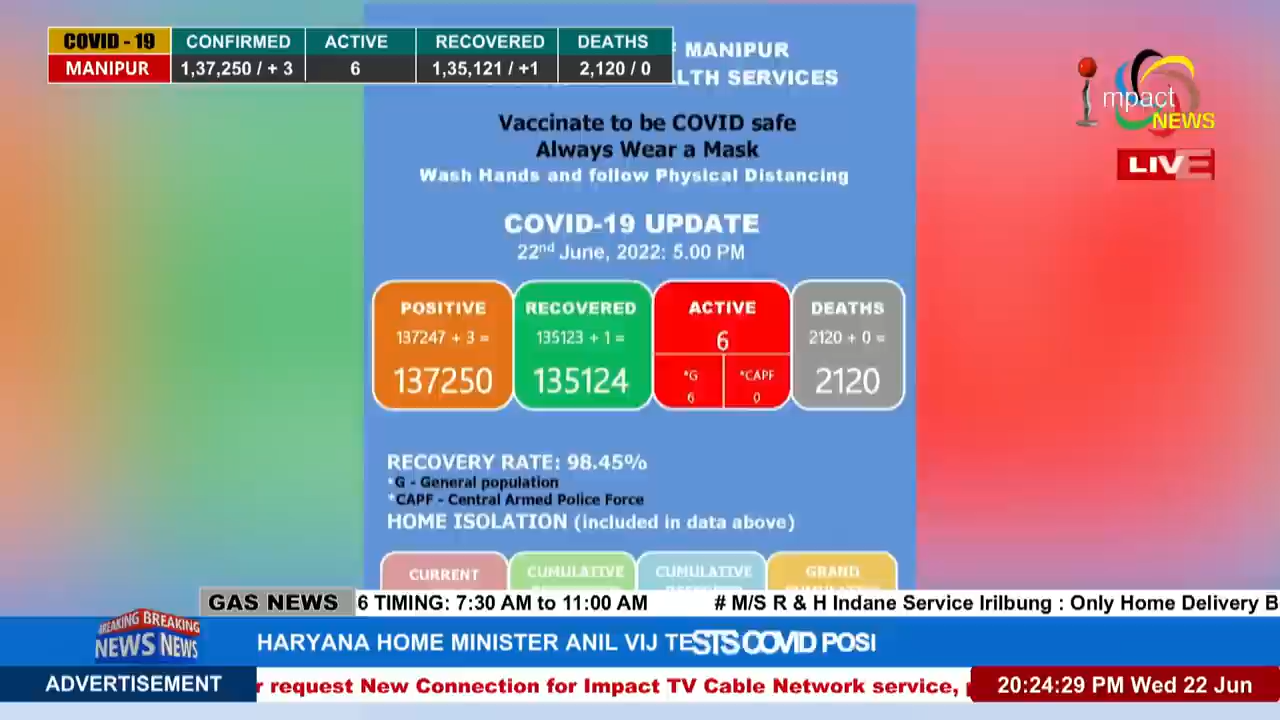 COVID - 19 CONFIRMED ACTIVE RECOVERED DEATHS
MANIPUR 1,37,250 / + 3 6 1,35,121 / +1 2,120 / 0
MANIPUR
LTH SERVICES
mpact
NEWS
LIVE
Vaccinate to be COVID safe
Always Wear a Mask
Wash Hands and follow Physical Distancing
COVID-19 UPDATE
22nd June, 2022: 5.00 PM
POSITIVE RECOVERED ACTIVE DEATHS
137247 + 3 = 135123 + 1 = 6 2120 + 0 =
137250 135124 *G *CAPF 2120
6 0
RECOVERY RATE: 98.45%
*G - General population
*CAPF - Central Armed Police Force
HOME ISOLATION (included in data above)
CURRENT CUMULATIVE CUMULATIVE GRAND
GAS NEWS 6 TIMING: 7:30 AM to 11:00 AM # M/S R & H Indane Service Irilbung : Only Home Delivery B
BREAKING BREAKING
NEWS NEWS
HARYANA HOME MINISTER ANIL VIJ TESTS COVID POSI
ADVERTISEMENT r request New Connection for Impact TV Cable Network service, 20:24:29 PM Wed 22 Jun